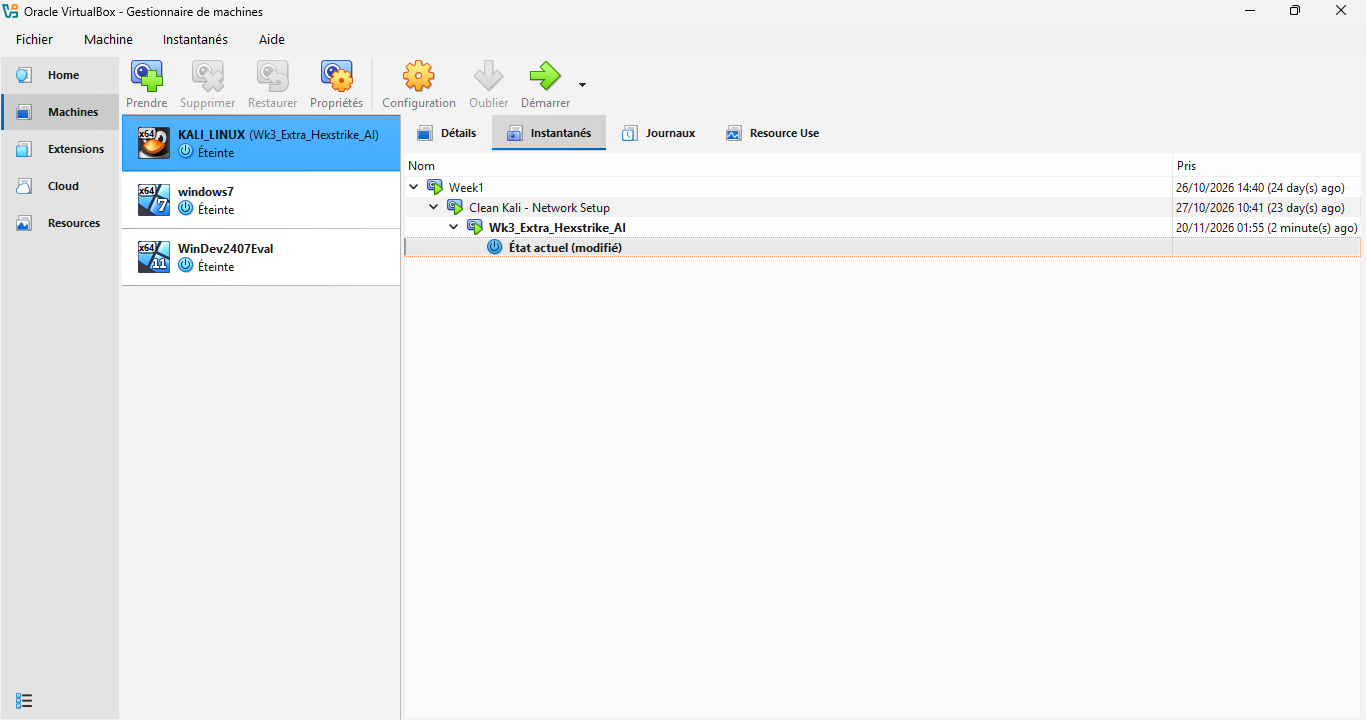 Oracle VirtualBox - Gestionnaire de machines
Fichier Machine Instantanés Aide
Home
Machines
Extensions
Cloud
Resources
Prendre Supprimer Restaurer Propriétés Configuration Oublier Démarrer
x64 KALI_LINUX (Wk3_Extra_Hexstrike_AI)
Éteinte
x64 7 windows7
Éteinte
x64 11 WinDev2407Eval
Éteinte
Détails Instantanés Journaux Resource Use
Nom Pris
Week1 26/10/2026 14:40 (24 day(s) ago)
Clean Kali - Network Setup 27/10/2026 10:41 (23 day(s) ago)
Wk3_Extra_Hexstrike_AI 20/11/2026 01:55 (2 minute(s) ago)
État actuel (modifié)